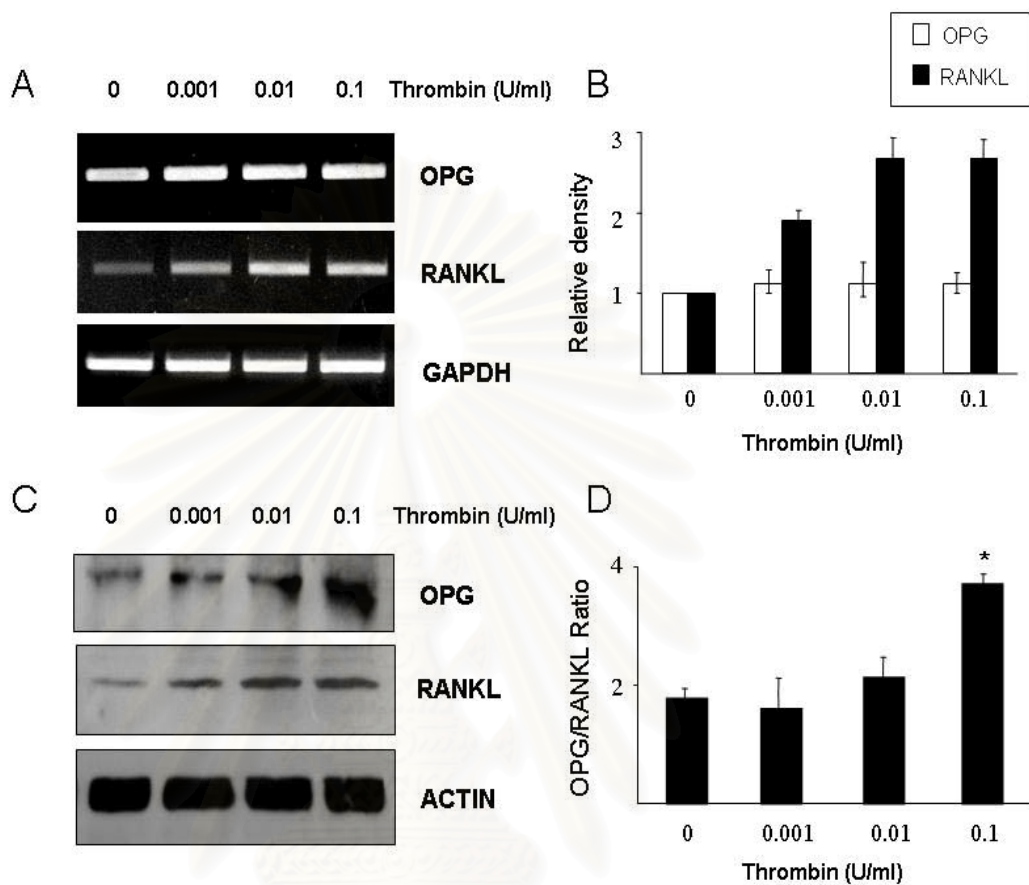 OPG
RANKL
A
0 0.001 0.01 0.1 Thrombin (U/ml)
OPG
RANKL
GAPDH
B
Relative density
3
2
1
0 0.001 0.01 0.1
Thrombin (U/ml)
C
0 0.001 0.01 0.1 Thrombin (U/ml)
OPG
RANKL
ACTIN
D
OPG/RANKL Ratio
4
2
*
0 0.001 0.01 0.1
Thrombin (U/ml)